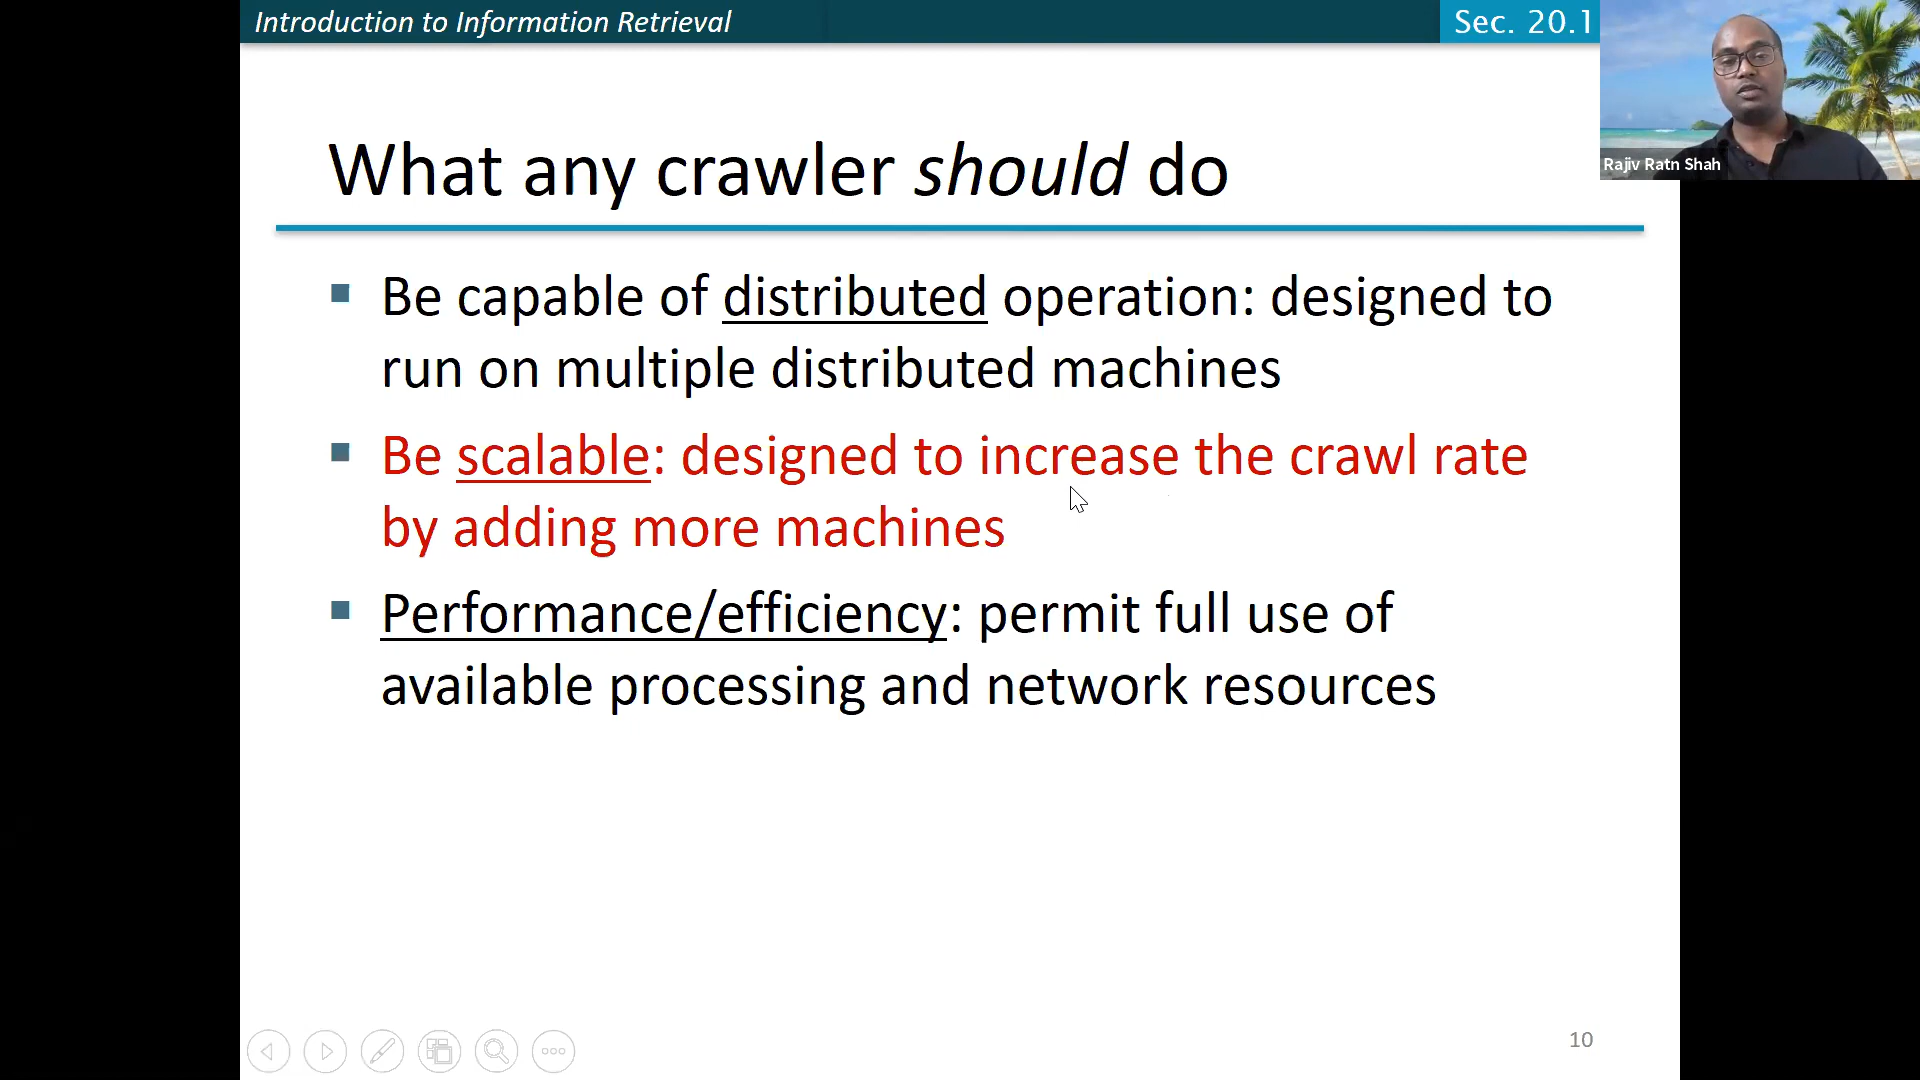 Introduction to Information Retrieval
Sec. 20.1
Rajiv Ratn Shah
What any crawler should do
Be capable of distributed operation: designed to
run on multiple distributed machines
Be scalable: designed to increase the crawl rate
by adding more machines
Performance/efficiency: permit full use of
available processing and network resources
10